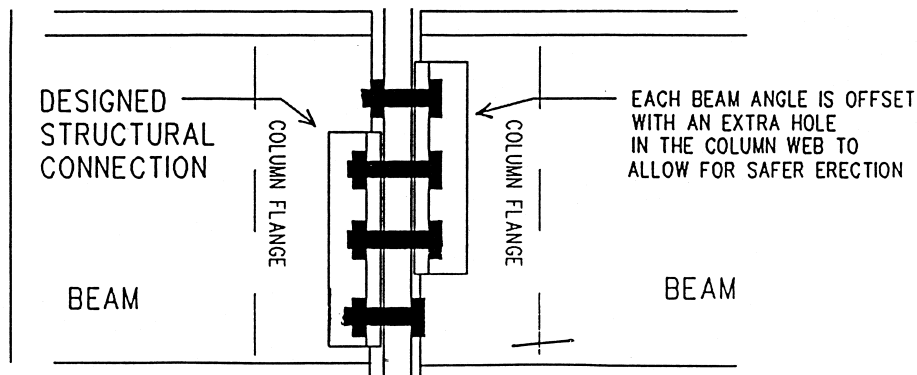 DESIGNED
STRUCTURAL
CONNECTION
COLUMN FLANGE
BEAM
COLUMN FLANGE
EACH BEAM ANGLE IS OFFSET
WITH AN EXTRA HOLE
IN THE COLUMN WEB TO
ALLOW FOR SAFER ERECTION
BEAM